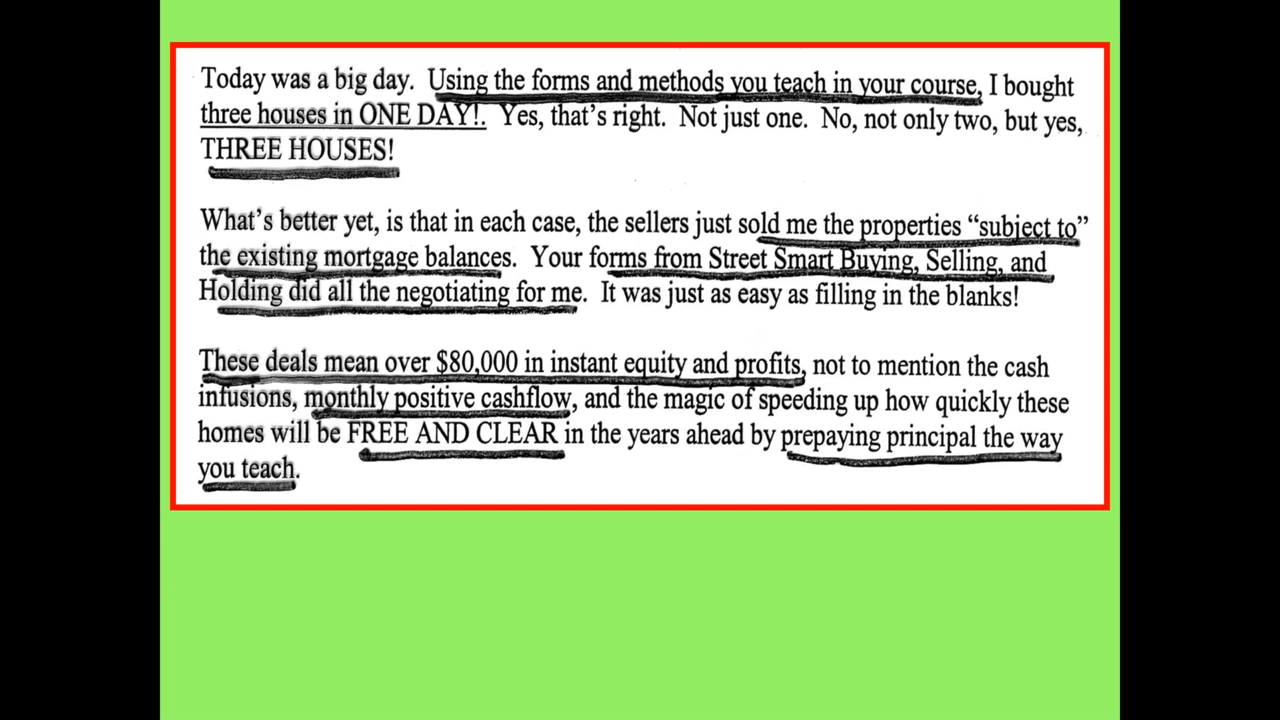 Today was a big day. Using the forms and methods you teach in your course, I bought
three houses in ONE DAY!. Yes, that's right. Not just one. No, not only two, but yes,
THREE HOUSES!
What's better yet, is that in each case, the sellers just sold me the properties “subject to”
the existing mortgage balances. Your forms from Street Smart Buying, Selling, and
Holding did all the negotiating for me. It was just as easy as filling in the blanks!
These deals mean over $80,000 in instant equity and profits, not to mention the cash
infusions, monthly positive cashflow, and the magic of speeding up how quickly these
homes will be FREE AND CLEAR in the years ahead by prepaying principal the way
you teach.